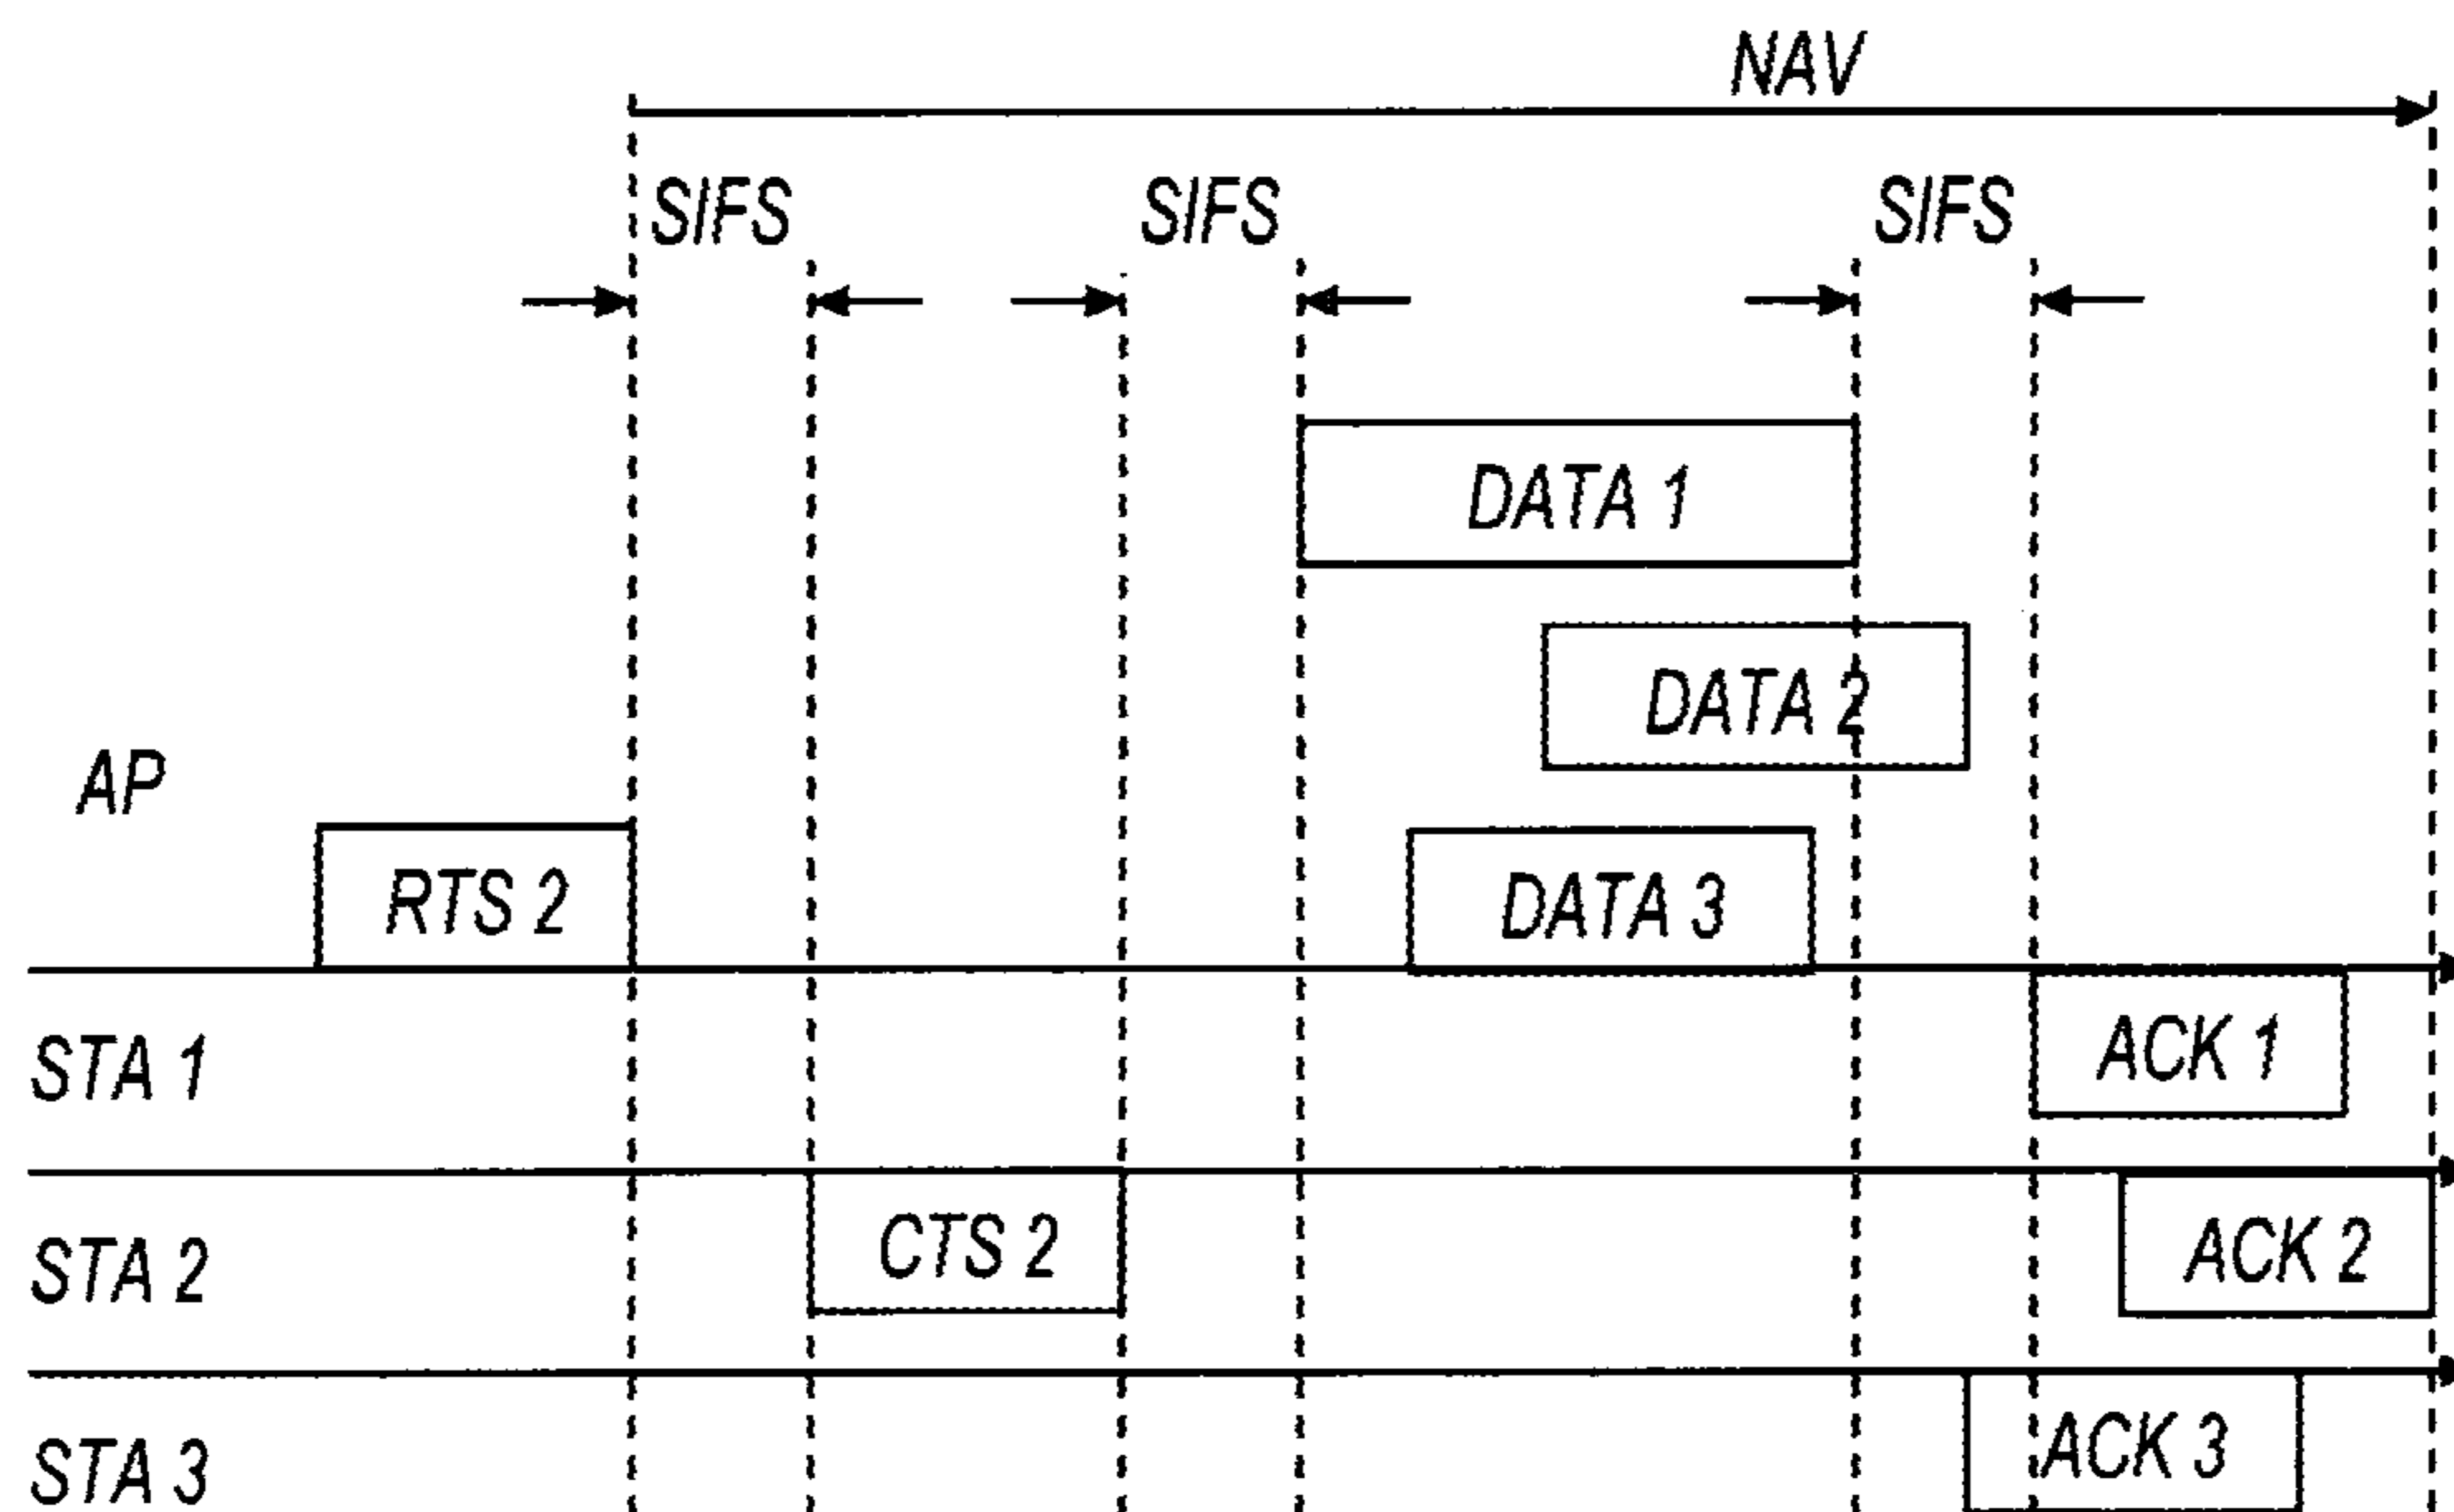 NAV
SIFS SIFS SIFS
DATA 1
DATA 2
AP
RTS 2 DATA 3
STA 1 ACK 1
STA 2 CTS 2 ACK 2
STA 3 ACK 3